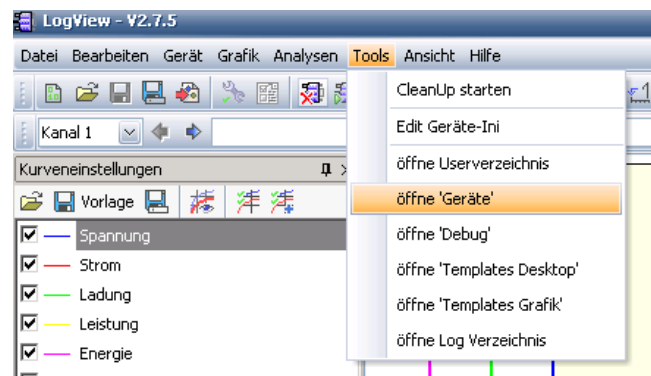 LogView - V2.7.5
Datei Bearbeiten Gerät Grafik Analysen Tools Ansicht Hilfe
CleanUp starten
Kanal 1
Edit Geräte-Ini
Kurveneinstellungen
öffne Userverzeichnis
Vorlage
öffne 'Geräte'
Spannung
öffne 'Debug'
Strom
öffne 'Templates Desktop'
Ladung
öffne 'Templates Grafik'
Leistung
öffne Log Verzeichnis
Energie